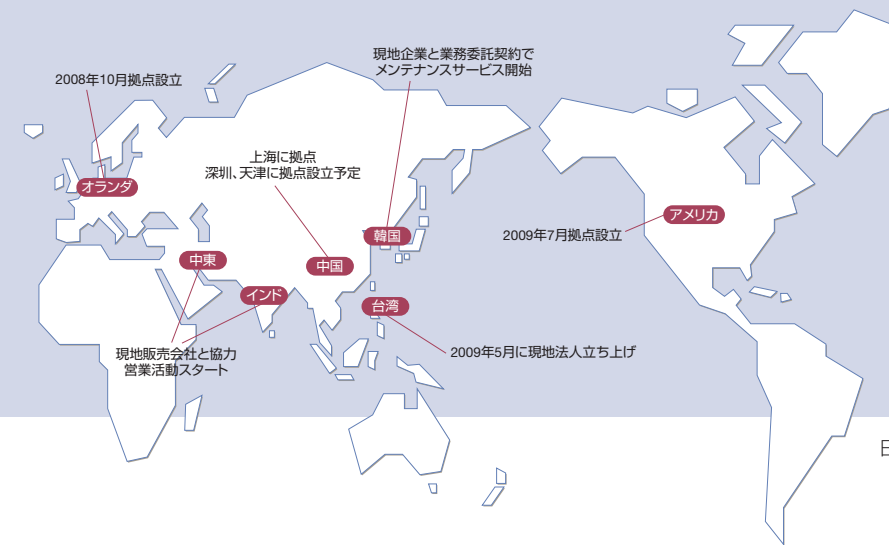 現地企業と業務委託契約で
メンテナンスサービス開始
2008年10月拠点設立
上海に拠点
深圳、天津に拠点設立予定
オランダ
アメリカ
2009年7月拠点設立
韓国
中東
中国
インド
台湾
現地販売会社と協力
営業活動スタート
2009年5月に現地法人立ち上げ